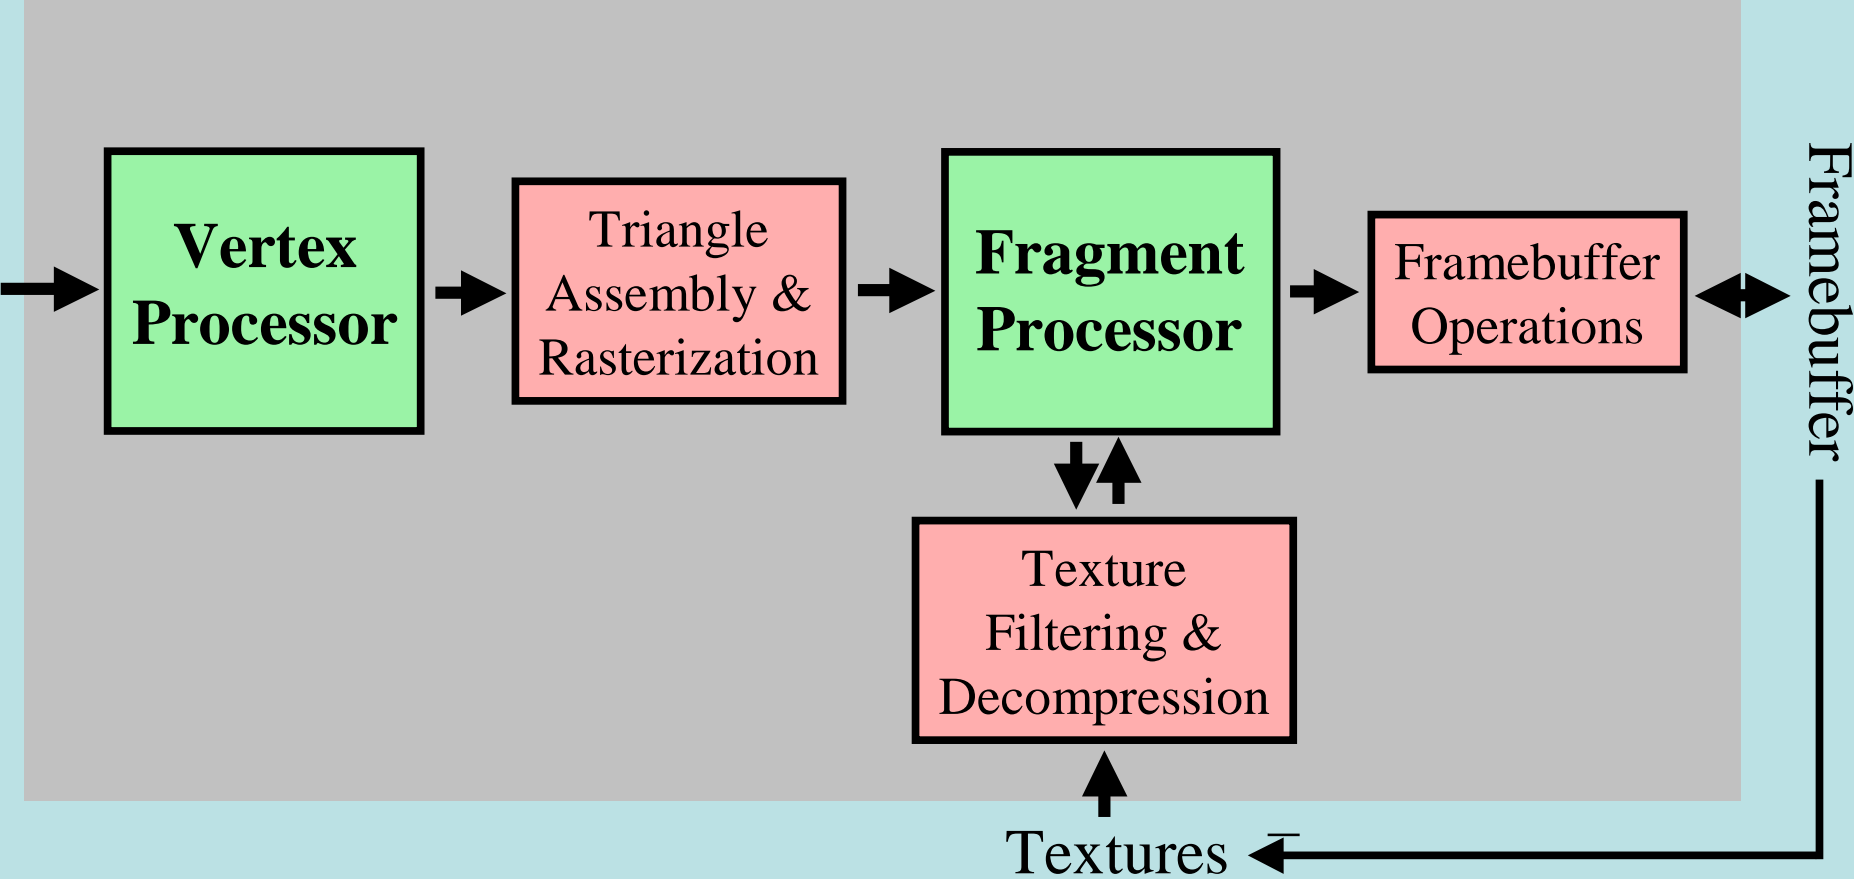 Vertex
Processor
Triangle
Assembly &
Rasterization
Fragment
Processor
Framebuffer
Operations
Framebuffer
Texture
Filtering &
Decompression
Textures